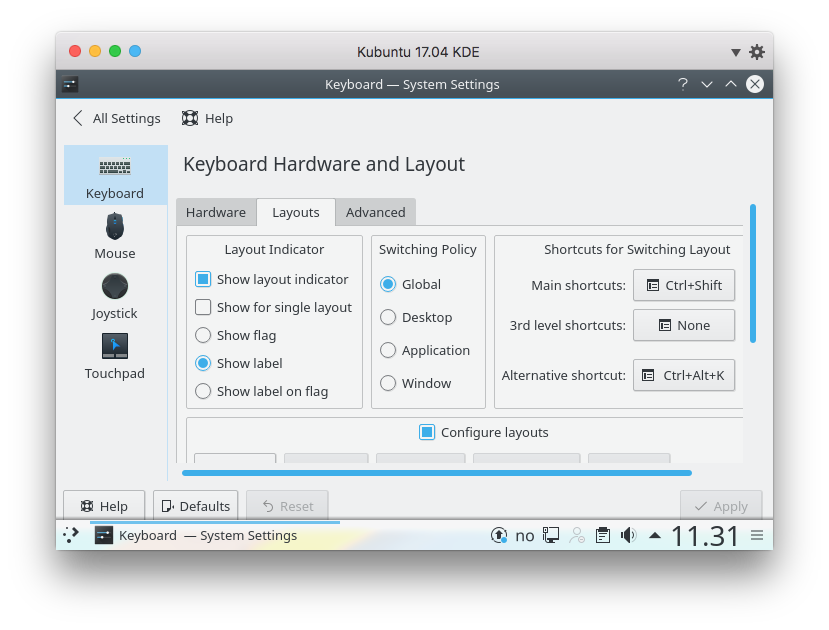 Kubuntu 17.04 KDE
Keyboard — System Settings
All Settings
Help
Keyboard
Mouse
Joystick
Touchpad
Keyboard Hardware and Layout
Hardware
Layouts
Advanced
Layout Indicator
Show layout indicator
Show for single layout
Show flag
Show label
Show label on flag
Switching Policy
Global
Desktop
Application
Window
Shortcuts for Switching Layout
Main shortcuts: Ctrl+Shift
3rd level shortcuts: None
Alternative shortcut: Ctrl+Alt+K
Configure layouts
Help
Defaults
Reset
Apply
Keyboard — System Settings
no
11.31